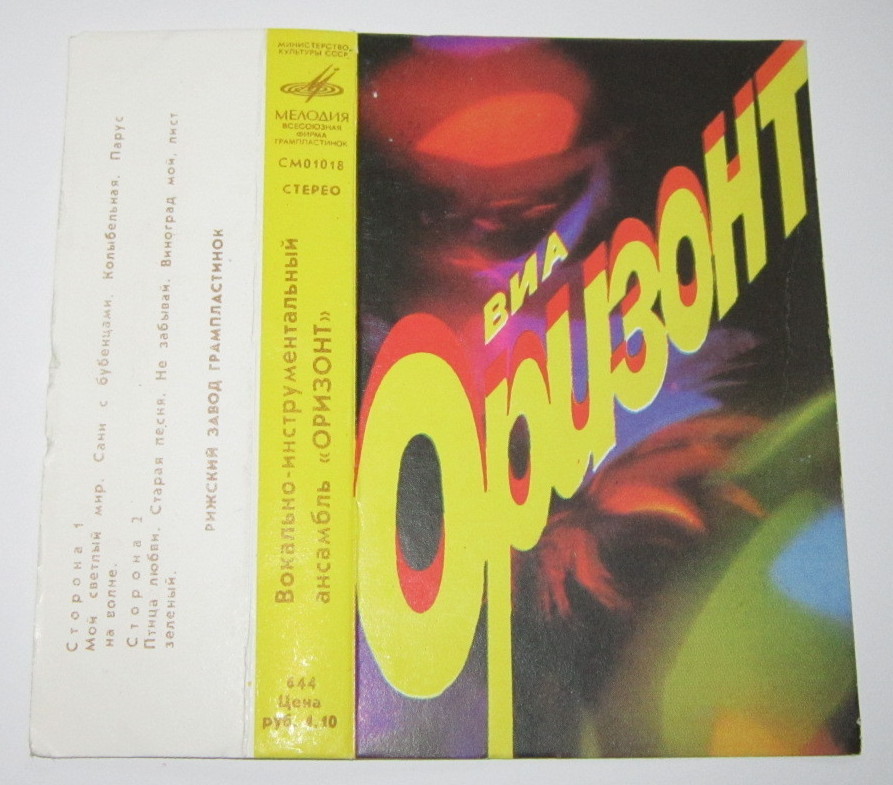 Сторона 1
Мой светлый мир. Сани с бубенцами. Колыбельная. Парус
на волне.
Сторона 2
Птица любви. Старая песня. Не забывай. Виноград мой, лист
зеленый.
РИЖСКИЙ ЗАВОД ГРАМПЛАСТИНОК
МИНИСТЕРСТВО
КУЛЬТУРЫ СССР
МЕЛОДИЯ
ВСЕСОЮЗНАЯ
ФИРМА
ГРАМПЛАСТИНОК
СМ01018
СТЕРЕО
Вокально-инструментальный
ансамбль «ОРИЗОНТ»
644
Цена
руб. 4.10
ВИА
Оризонт